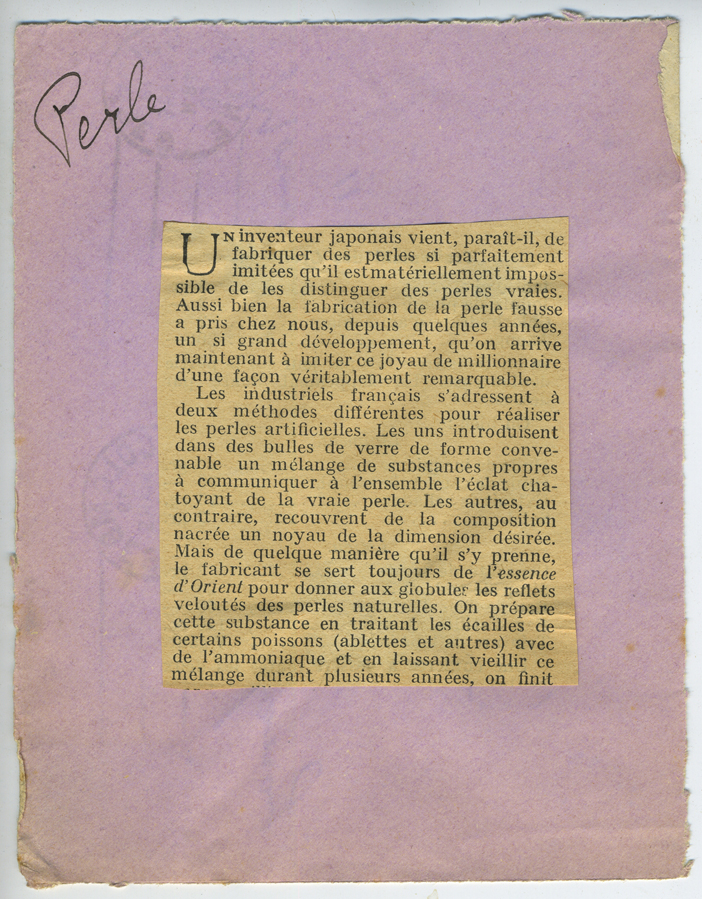 Perle
UN inventeur japonais vient, paraît-il, de
fabriquer des perles si parfaitement
imitées qu'il est matériellement impos-
sible de les distinguer des perles vraies.
Aussi bien la fabrication de la perle fausse
a pris chez nous, depuis quelques années,
un si grand développement, qu'on arrive
maintenant à imiter ce joyau de millionnaire
d'une façon véritablement remarquable.
Les industriels français s'adressent à
deux méthodes différentes pour réaliser
les perles artificielles. Les uns introduisent
dans des bulles de verre de forme conve-
nable un mélange de substances propres
à communiquer à l'ensemble l'éclat cha-
toyant de la vraie perle. Les autres, au
contraire, recouvrent de la composition
nacrée un noyau de la dimension désirée.
Mais de quelque manière qu'il s'y prenne,
le fabricant se sert toujours de l'essence
d'Orient pour donner aux globules les reflets
veloutés des perles naturelles. On prépare
cette substance en traitant les écailles de
certains poissons (ablettes et autres) avec
de l'ammoniaque et en laissant vieillir ce
mélange durant plusieurs années, on finit